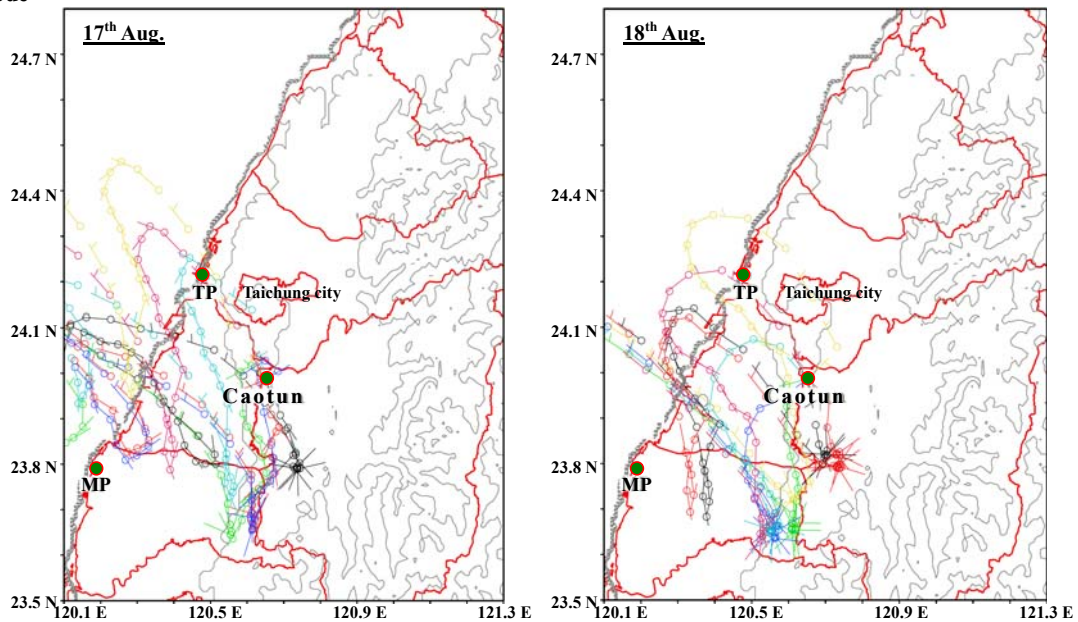 17th Aug.
24.7 N
24.4 N
24.1 N
23.8 N
23.5 N
TP
Taichung city
Caotun
MP
120.1 E
120.5 E
120.9 E
121.3 E
18th Aug.
24.7 N
24.4 N
24.1 N
23.8 N
23.5 N
TP
Taichung city
Caotun
MP
120.1 E
120.5 E
120.9 E
121.3 E